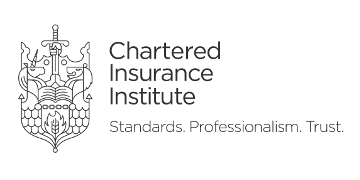 Chartered
Insurance
Institute
Standards. Professionalism. Trust.